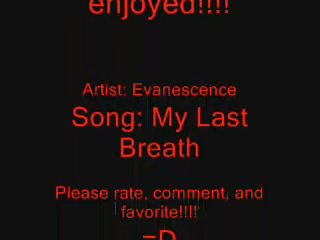 enjoyed!!!!
Artist: Evanescence
Song: My Last
Breath
Please rate, comment, and
favorite!!!!
=D